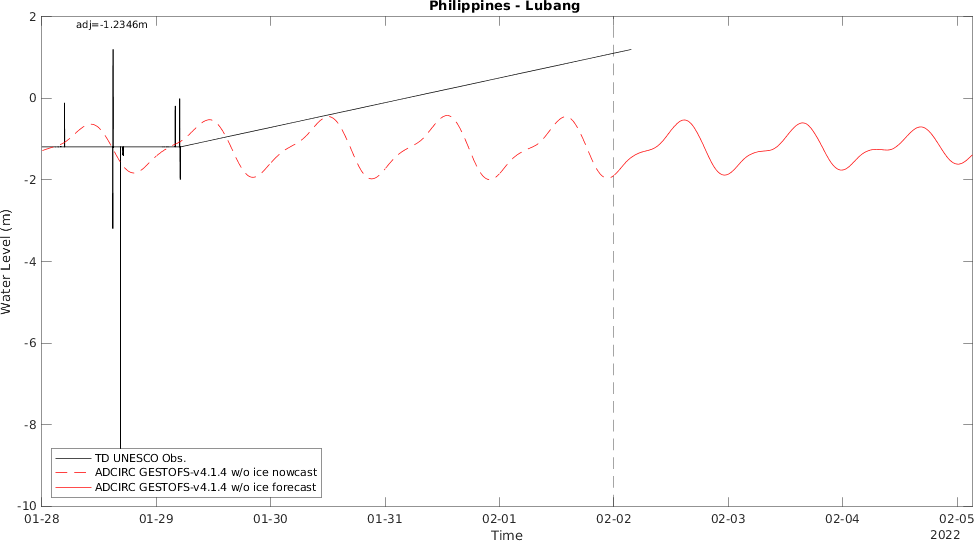 Philippines - Lubang
adj=-1.2346m
2
0
-2
-4
-6
-8
-10
Water Level (m)
TD UNESCO Obs.
ADCIRC GESTOFS-v4.1.4 w/o ice nowcast
ADCIRC GESTOFS-v4.1.4 w/o ice forecast
01-28 01-29 01-30 01-31 02-01 02-02 02-03 02-04 02-05
Time
2022